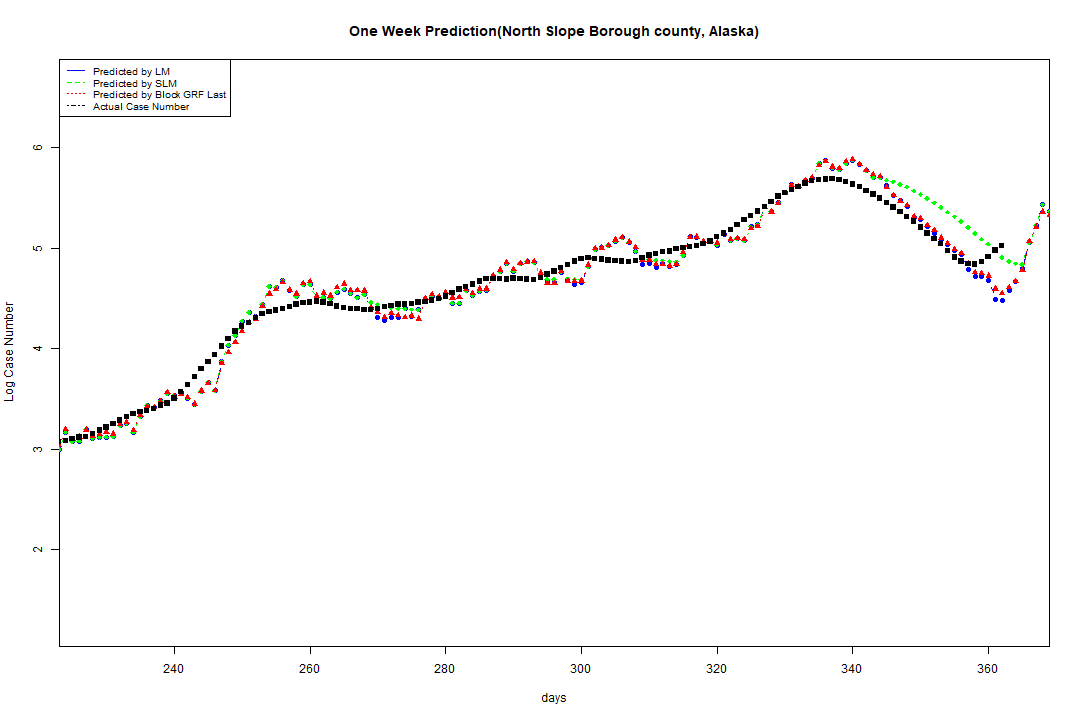 One Week Prediction(North Slope Borough county, Alaska)
Predicted by LM
Predicted by SLM
Predicted by Block GRF Last
Actual Case Number
Log Case Number
6
5
4
3
2
240 260 280 300 320 340 360
days